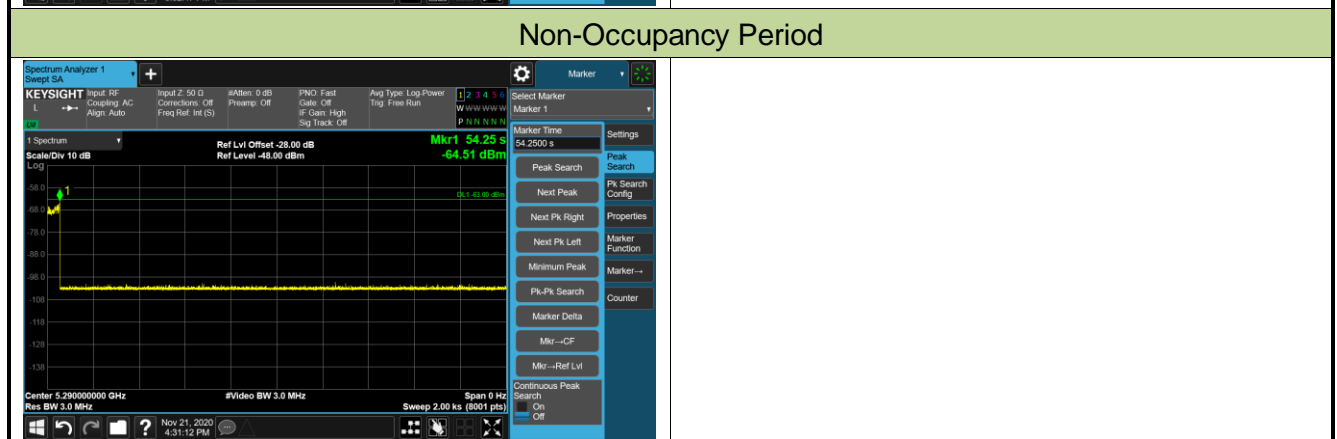 Non-Occupancy Period
Spectrum Analyzer 1
Swept SA
Marker
KEYSIGHT
L
Input: RF
Coupling: AC
Align: Auto
Input Z: 50 Ω
Corrections: Off
Freq Ref: Int (S)
#Atten: 0 dB
Preamp: Off
PNO: Fast
Gate: Off
IF Gain: High
Sig Track: Off
Avg Type: Log-Power
Trig: Free Run
1 2 3 4 5 6
W W W W W W
P N N N N N
Select Marker
Marker 1
Marker Time
54.2500 s
Settings
Peak Search
Next Peak
Next Pk Right
Next Pk Left
Minimum Peak
Pk-Pk Search
Marker Delta
Mkr→CF
Mkr→Ref Lvl
Continuous Peak
Search
On
Off
Peak
Search
Pk Search
Config
Properties
Marker
Function
Marker→
Counter
1 Spectrum
Scale/Div 10 dB
Log
Ref Lvl Offset -28.00 dB
Ref Level -48.00 dBm
Mkr1 54.25 s
-64.51 dBm
1
DL1 -63.00 dBm
-58.0
-68.0
-78.0
-88.0
-98.0
-108
-118
-128
-138
Center 5.290000000 GHz
Res BW 3.0 MHz
#Video BW 3.0 MHz
Span 0 Hz
Sweep 2.00 ks (8001 pts)
?
Nov 21, 2020
4:31:12 PM